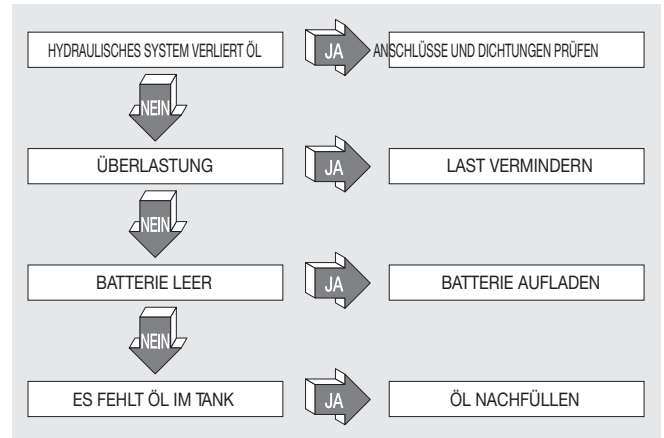 HYDRAULISCHES SYSTEM VERLIERT ÖL
JA
ANSCHLÜSSE UND DICHTUNGEN PRÜFEN
NEIN
ÜBERLASTUNG
JA
LAST VERMINDERN
NEIN
BATTERIE LEER
JA
BATTERIE AUFLADEN
NEIN
ES FEHLT ÖL IM TANK
JA
ÖL NACHFÜLLEN